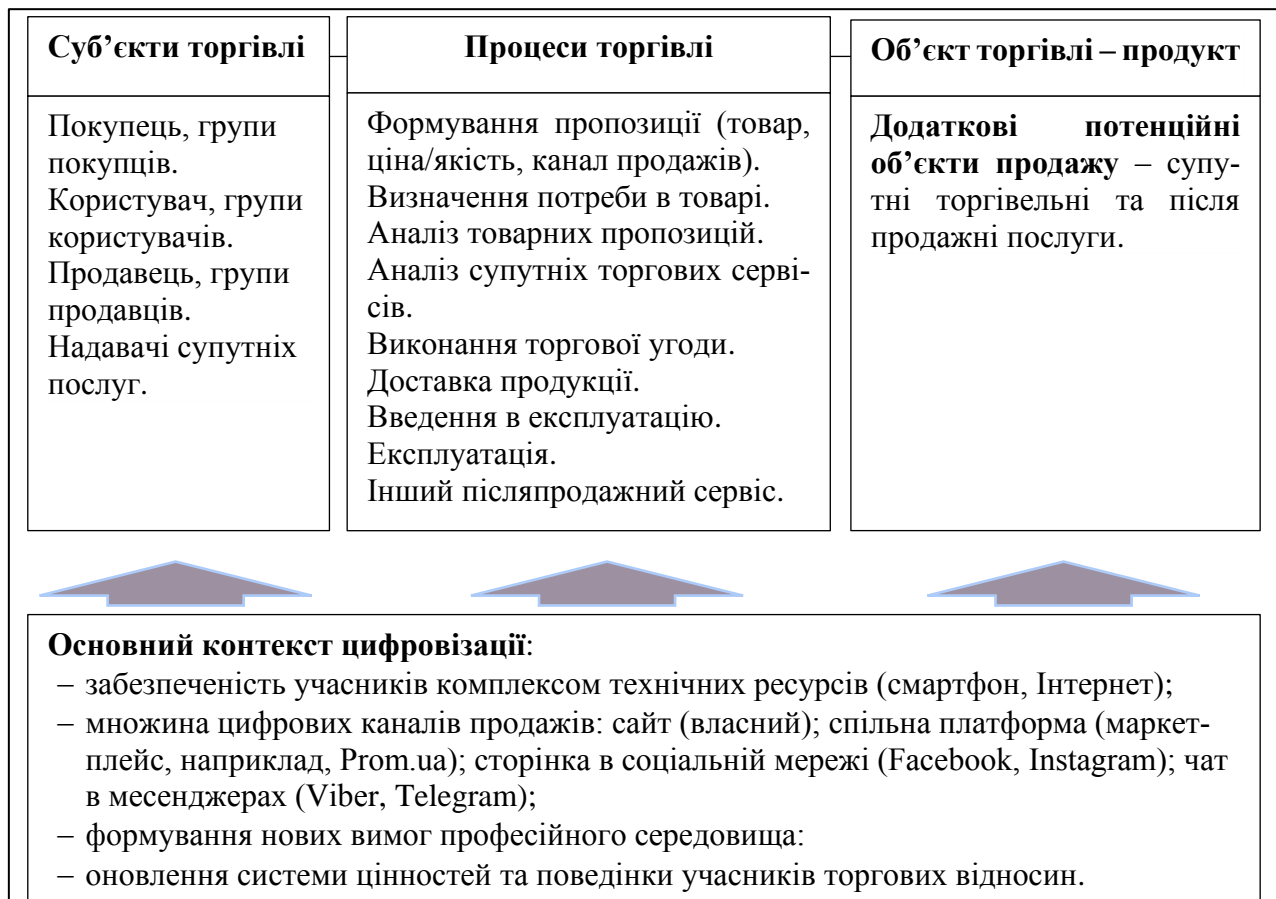 Суб’єкти торгівлі
Процеси торгівлі
Об’єкт торгівлі – продукт
Покупець, групи
покупців.
Користувач, групи
користувачів.
Продавець, групи
продавців.
Надавачі супутніх
послуг.
Формування пропозиції (товар,
ціна/якість, канал продажів).
Визначення потреби в товарі.
Аналіз товарних пропозицій.
Аналіз супутніх торгових серві-
сів.
Виконання торгової угоди.
Доставка продукції.
Введення в експлуатацію.
Експлуатація.
Інший післяпродажний сервіс.
Додаткові потенційні
об’єкти продажу – супу-
тні торгівельні та після
продажні послуги.
Основний контекст цифровізації:
– забезпеченість учасників комплексом технічних ресурсів (смартфон, Інтернет);
– множина цифрових каналів продажів: сайт (власний); спільна платформа (маркет-
плейс, наприклад, Prom.ua); сторінка в соціальній мережі (Facebook, Instagram); чат
в месенджерах (Viber, Telegram);
– формування нових вимог професійного середовища:
– оновлення системи цінностей та поведінки учасників торгових відносин.